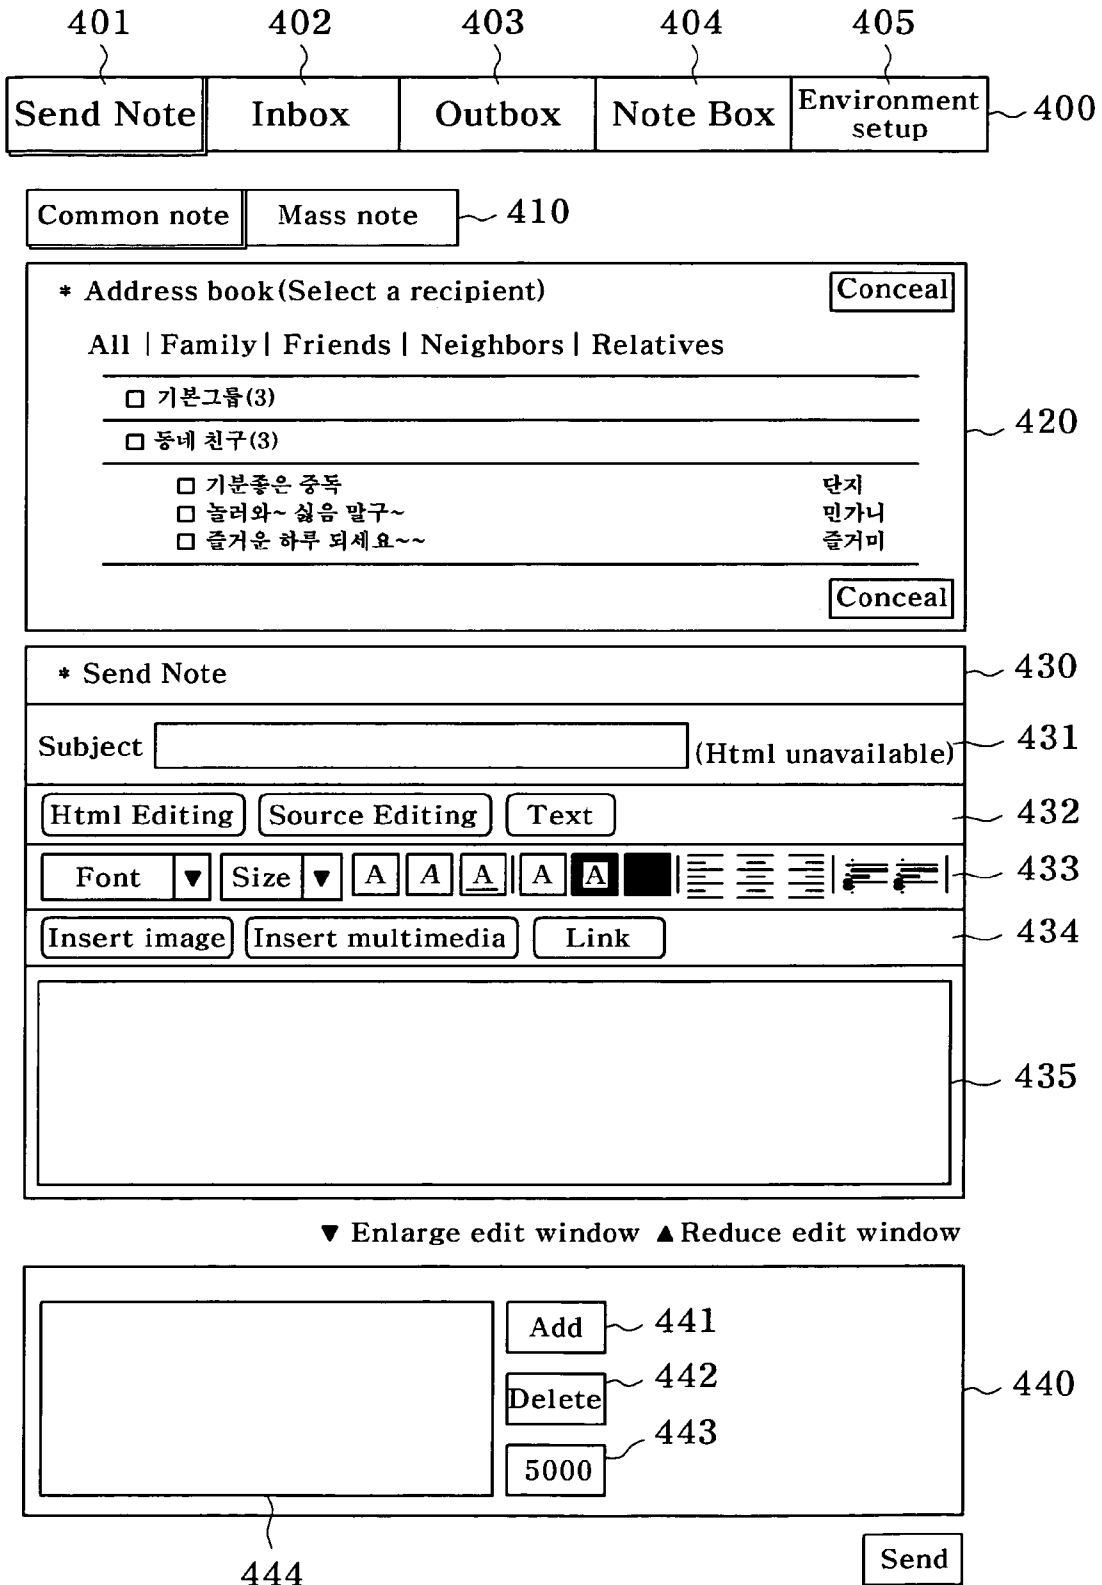 401 402 403 404 405
Send Note Inbox Outbox Note Box Environment setup 400
Common note Mass note 410
* Address book(Select a recipient) Conceal
All | Family | Friends | Neighbors | Relatives
기본그룹(3)
420
동네 친구(3)
기분좋은 중독 단지
놀러와~ 싫음 말구~ 민가니
즐거운 하루 되세요~~ 즐거미
Conceal
* Send Note 430
Subject (Html unavailable) 431
Html Editing Source Editing Text 432
Font ▼ Size ▼ A A A A A 433
Insert image Insert multimedia Link 434
435
▼ Enlarge edit window ▲ Reduce edit window
Add 441
Delete 442
440
5000 443
444
Send